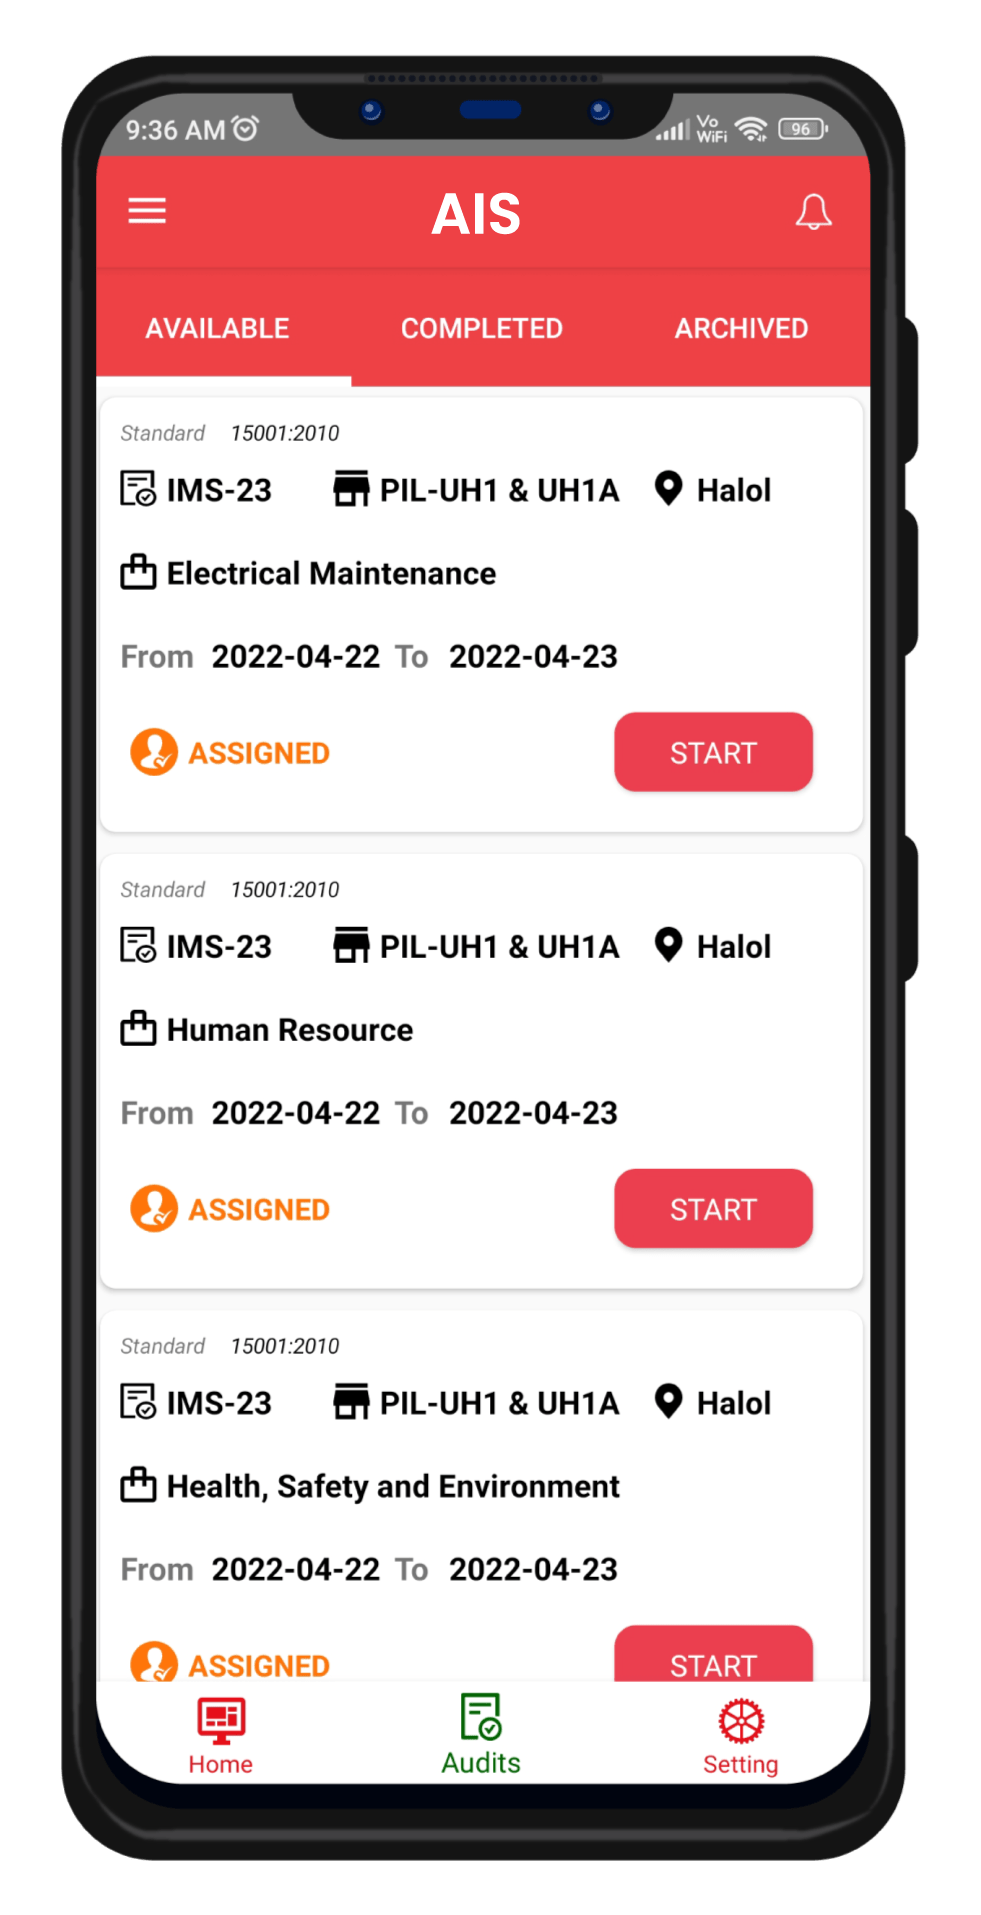 9:36 AM Vo WiFi 96
AIS
AVAILABLE COMPLETED ARCHIVED
Standard 15001:2010
IMS-23 PIL-UH1 & UH1A Halol
Electrical Maintenance
From 2022-04-22 To 2022-04-23
ASSIGNED START
Standard 15001:2010
IMS-23 PIL-UH1 & UH1A Halol
Human Resource
From 2022-04-22 To 2022-04-23
ASSIGNED START
Standard 15001:2010
IMS-23 PIL-UH1 & UH1A Halol
Health, Safety and Environment
From 2022-04-22 To 2022-04-23
ASSIGNED START
Home Audits Setting